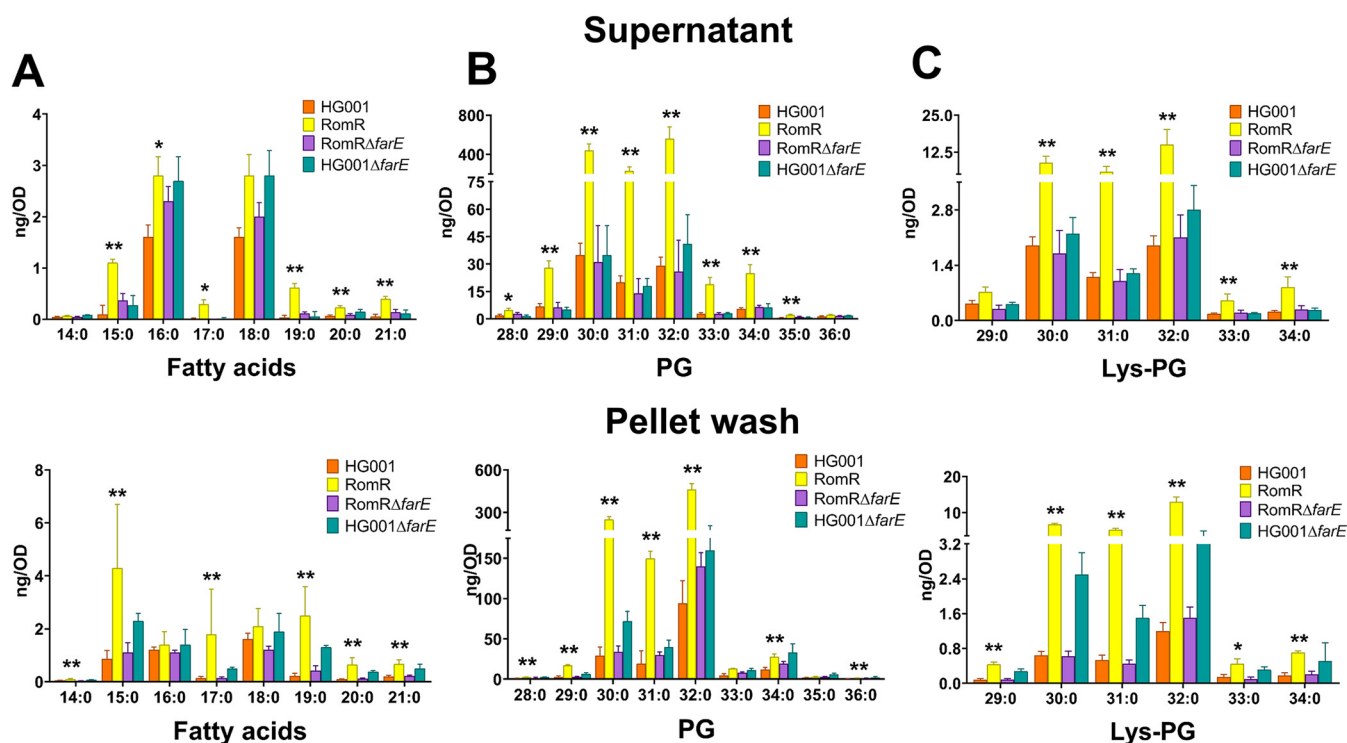 Supernatant
A
HG001
RomR
RomRΔfarE
HG001ΔfarE
4
3
2
1
0
ng/OD
* ** * ** ** **
14:0 15:0 16:0 17:0 18:0 19:0 20:0 21:0
Fatty acids
B
HG001
RomR
RomRΔfarE
HG001ΔfarE
800
400
75
60
45
30
15
0
ng/OD
* ** ** ** ** ** ** **
28:0 29:0 30:0 31:0 32:0 33:0 34:0 35:0 36:0
PG
C
HG001
RomR
RomRΔfarE
HG001ΔfarE
25.0
12.5
2.8
1.4
0.0
ng/OD
** ** ** ** **
29:0 30:0 31:0 32:0 33:0 34:0
Lys-PG
Pellet wash
HG001
RomR
RomRΔfarE
HG001ΔfarE
8
6
4
2
0
ng/OD
** ** ** ** ** **
14:0 15:0 16:0 17:0 18:0 19:0 20:0 21:0
Fatty acids
HG001
RomR
RomRΔfarE
HG001ΔfarE
600
300
150
100
50
0
ng/OD
** ** ** ** ** ** **
28:0 29:0 30:0 31:0 32:0 33:0 34:0 35:0 36:0
PG
HG001
RomR
RomRΔfarE
HG001ΔfarE
20
10
3.2
2.4
1.6
0.8
0.0
ng/OD
** ** ** ** * **
29:0 30:0 31:0 32:0 33:0 34:0
Lys-PG